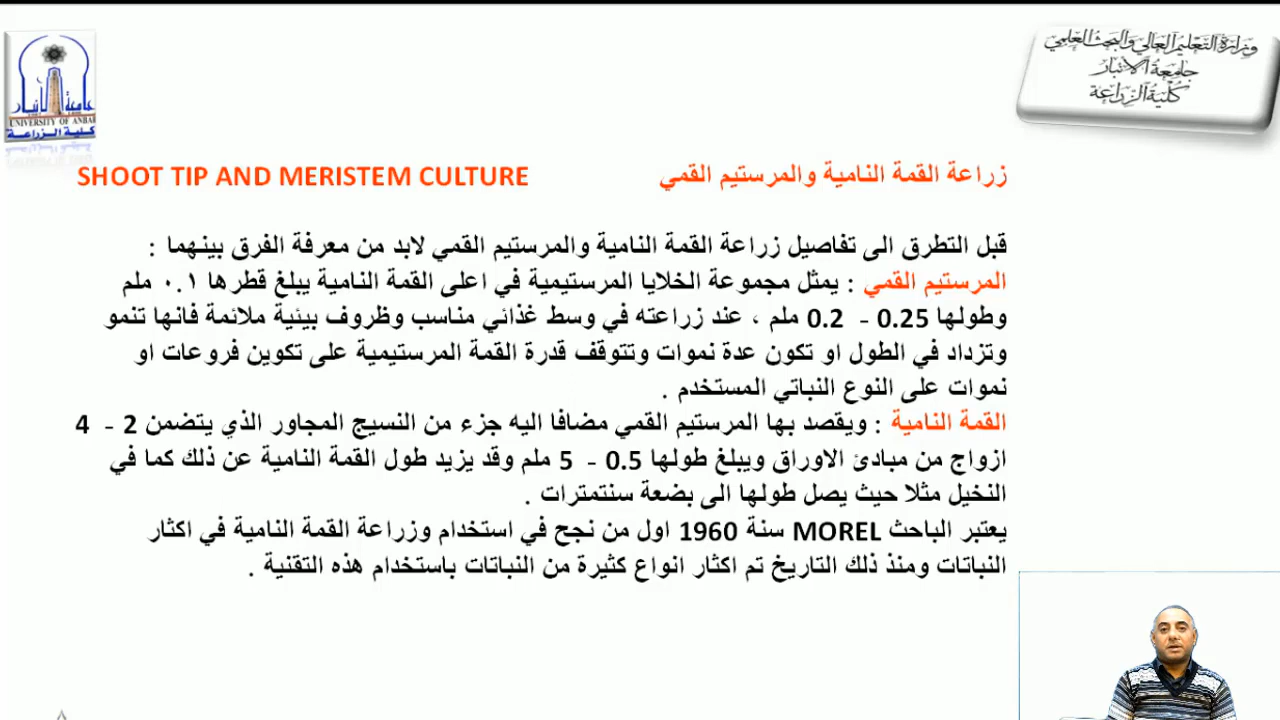 وزارة التعليم العالي والبحث العلمي
جامعة الانبار
كلية الزراعة
جامعة الانبار
UNIVERSITY OF ANBAR
كلية الزراعة
زراعة القمة النامية والمرستيم القمي SHOOT TIP AND MERISTEM CULTURE
قبل التطرق الى تفاصيل زراعة القمة النامية والمرستيم القمي لابد من معرفة الفرق بينهما :
المرستيم القمي : يمثل مجموعة الخلايا المرستيمية في اعلى القمة النامية يبلغ قطرها ٠.١ ملم
وطولها 0.25 - 0.2 ملم ، عند زراعته في وسط غذائي مناسب وظروف بيئية ملائمة فانها تنمو
وتزداد في الطول او تكون عدة نموات وتتوقف قدرة القمة المرستيمية على تكوين فروعات او
نموات على النوع النباتي المستخدم .
القمة النامية : ويقصد بها المرستيم القمي مضافا اليه جزء من النسيج المجاور الذي يتضمن 2 - 4
ازواج من مبادئ الاوراق ويبلغ طولها 0.5 - 5 ملم وقد يزيد طول القمة النامية عن ذلك كما في
النخيل مثلا حيث يصل طولها الى بضعة سنتمترات .
يعتبر الباحث MOREL سنة 1960 اول من نجح في استخدام وزراعة القمة النامية في اكثار
النباتات ومنذ ذلك التاريخ تم اكثار انواع كثيرة من النباتات باستخدام هذه التقنية .